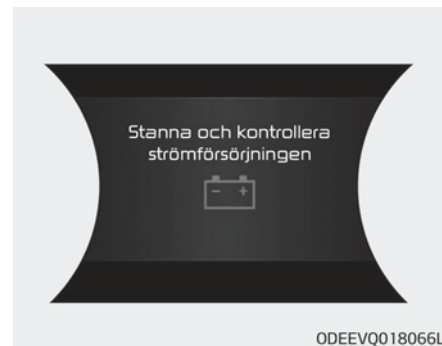 Stanna och kontrollera
strömförsörjningen
- +
ODEEVQ018066L